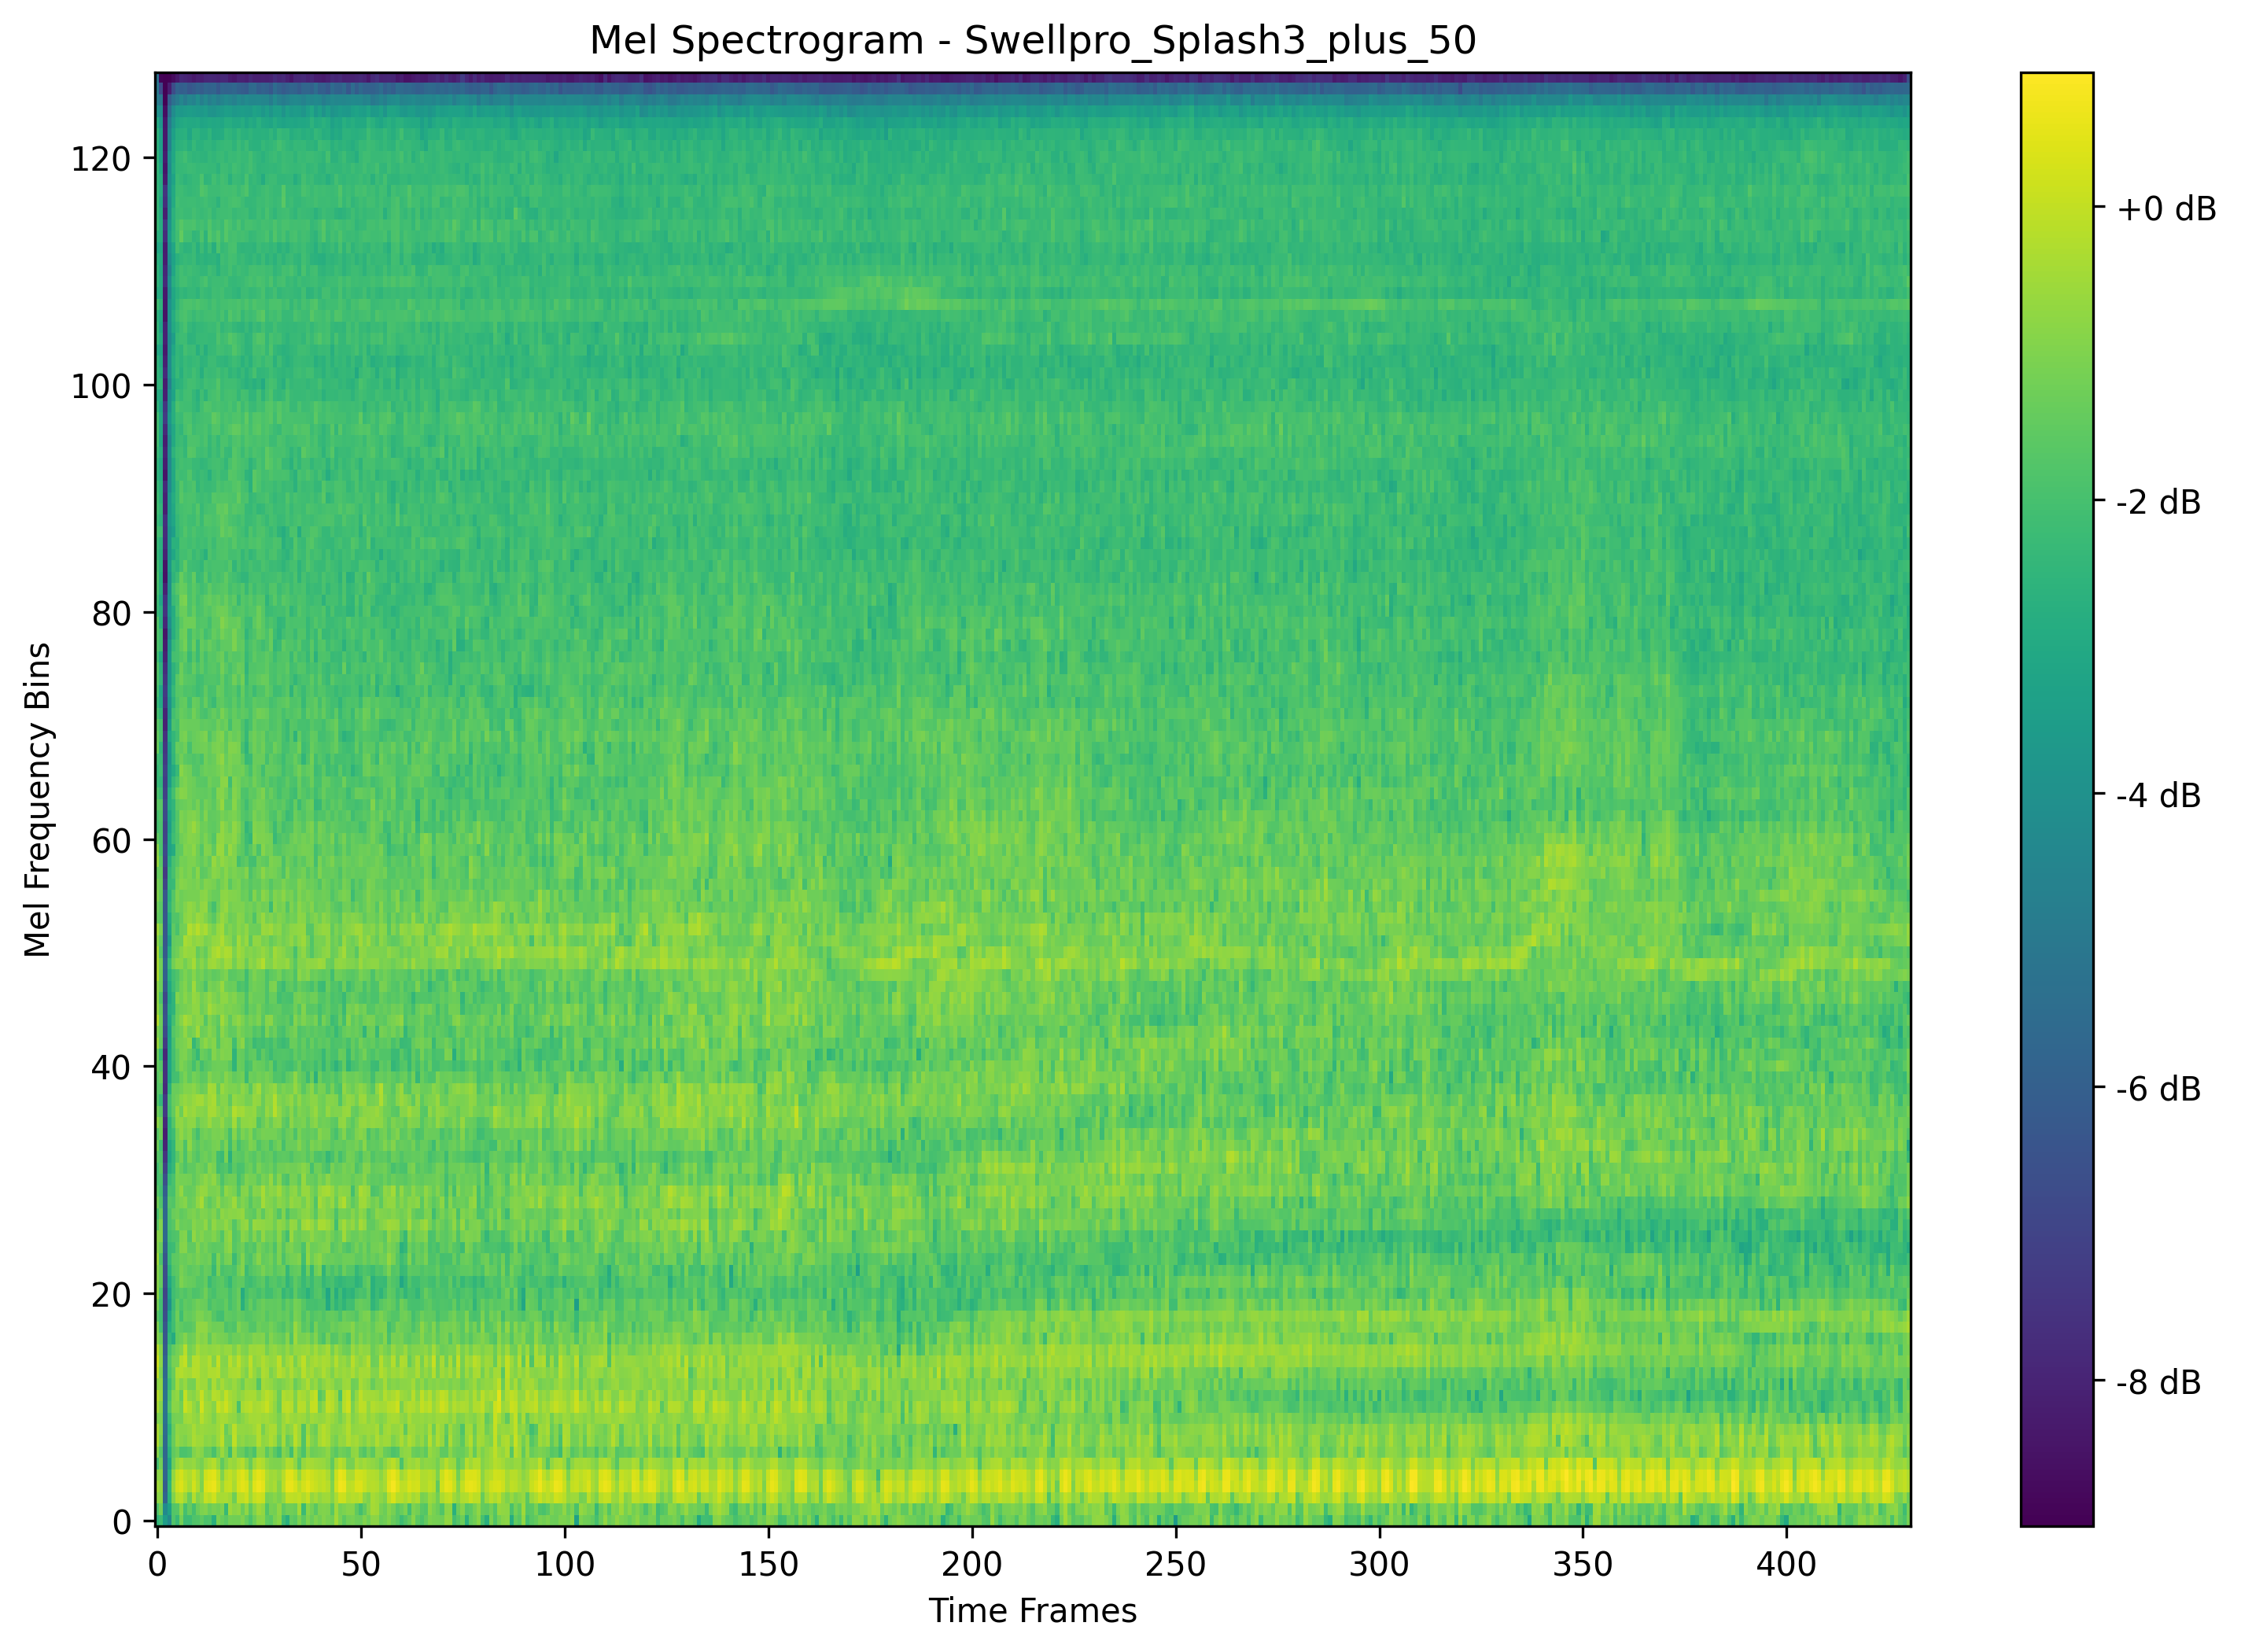 Mel Spectrogram - Swellpro_Splash3_plus_50
Mel Frequency Bins
120
100
80
60
40
20
0
0 50 100 150 200 250 300 350 400
Time Frames
+0 dB
-2 dB
-4 dB
-6 dB
-8 dB